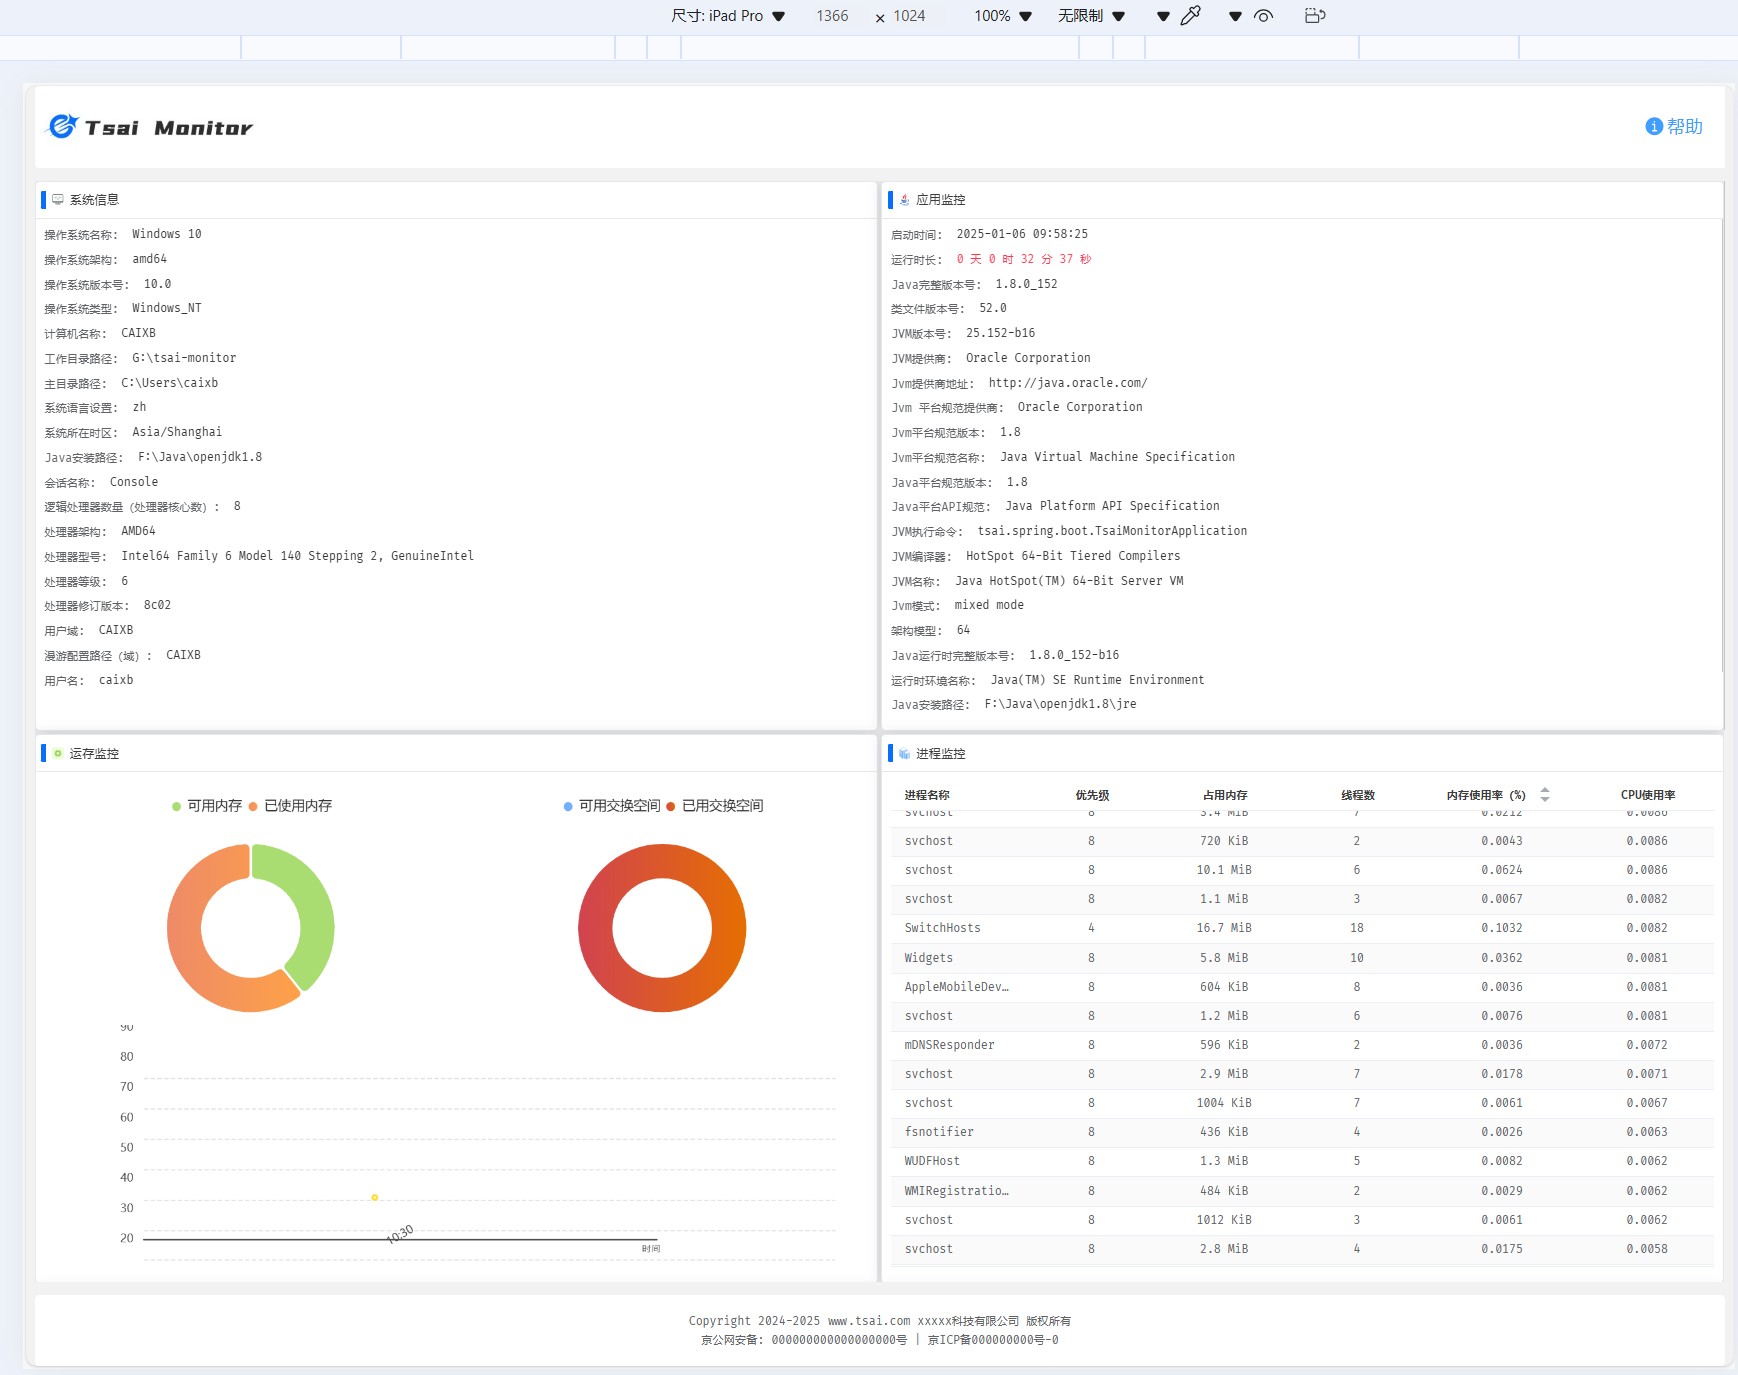 尺寸: iPad Pro 1366 × 1024 100% 无限制
Tsai Monitor
帮助
系统信息
操作系统名称: Windows 10
操作系统架构: amd64
操作系统版本号: 10.0
操作系统类型: Windows_NT
计算机名称: CAIXB
工作目录路径: G:\tsai-monitor
主目录路径: C:\Users\caixb
系统语言设置: zh
系统所在时区: Asia/Shanghai
Java安装路径: F:\Java\openjdk1.8
会话名称: Console
逻辑处理器数量 (处理器核心数) : 8
处理器架构: AMD64
处理器型号: Intel64 Family 6 Model 140 Stepping 2, GenuineIntel
处理器等级: 6
处理器修订版本: 8c02
用户域: CAIXB
漫游配置路径 (域) : CAIXB
用户名: caixb
应用监控
启动时间: 2025-01-06 09:58:25
运行时长: 0 天 0 时 32 分 37 秒
Java完整版本号: 1.8.0_152
类文件版本号: 52.0
JVM版本号: 25.152-b16
JVM提供商: Oracle Corporation
Jvm提供商地址: http://java.oracle.com/
Jvm 平台规范提供商: Oracle Corporation
Jvm平台规范版本: 1.8
Jvm平台规范名称: Java Virtual Machine Specification
Java平台规范版本: 1.8
Java平台API规范: Java Platform API Specification
JVM执行命令: tsai.spring.boot.TsaiMonitorApplication
JVM编译器: HotSpot 64-Bit Tiered Compilers
JVM名称: Java HotSpot(TM) 64-Bit Server VM
Jvm模式: mixed mode
架构模型: 64
Java运行时完整版本号: 1.8.0_152-b16
运行时环境名称: Java(TM) SE Runtime Environment
Java安装路径: F:\Java\openjdk1.8\jre
运存监控
可用内存 已使用内存
可用交换空间 已用交换空间
90
80
70
60
50
40
30
20
10:30
时间
进程监控
进程名称 优先级 占用内存 线程数 内存使用率 (%) CPU使用率
svchost 8 3.4 MiB 7 0.0212 0.0086
svchost 8 720 KiB 2 0.0043 0.0086
svchost 8 10.1 MiB 6 0.0624 0.0086
svchost 8 1.1 MiB 3 0.0067 0.0082
SwitchHosts 4 16.7 MiB 18 0.1032 0.0082
Widgets 8 5.8 MiB 10 0.0362 0.0081
AppleMobileDev… 8 604 KiB 8 0.0036 0.0081
svchost 8 1.2 MiB 6 0.0076 0.0081
mDNSResponder 8 596 KiB 2 0.0036 0.0072
svchost 8 2.9 MiB 7 0.0178 0.0071
svchost 8 1004 KiB 7 0.0061 0.0067
fsnotifier 8 436 KiB 4 0.0026 0.0063
WUDFHost 8 1.3 MiB 5 0.0082 0.0062
WMIRegistratio… 8 484 KiB 2 0.0029 0.0062
svchost 8 1012 KiB 3 0.0061 0.0062
svchost 8 2.8 MiB 4 0.0175 0.0058
Copyright 2024-2025 www.tsai.com xxxxx科技有限公司 版权所有
京公网安备: 000000000000000000号 | 京ICP备000000000号-0